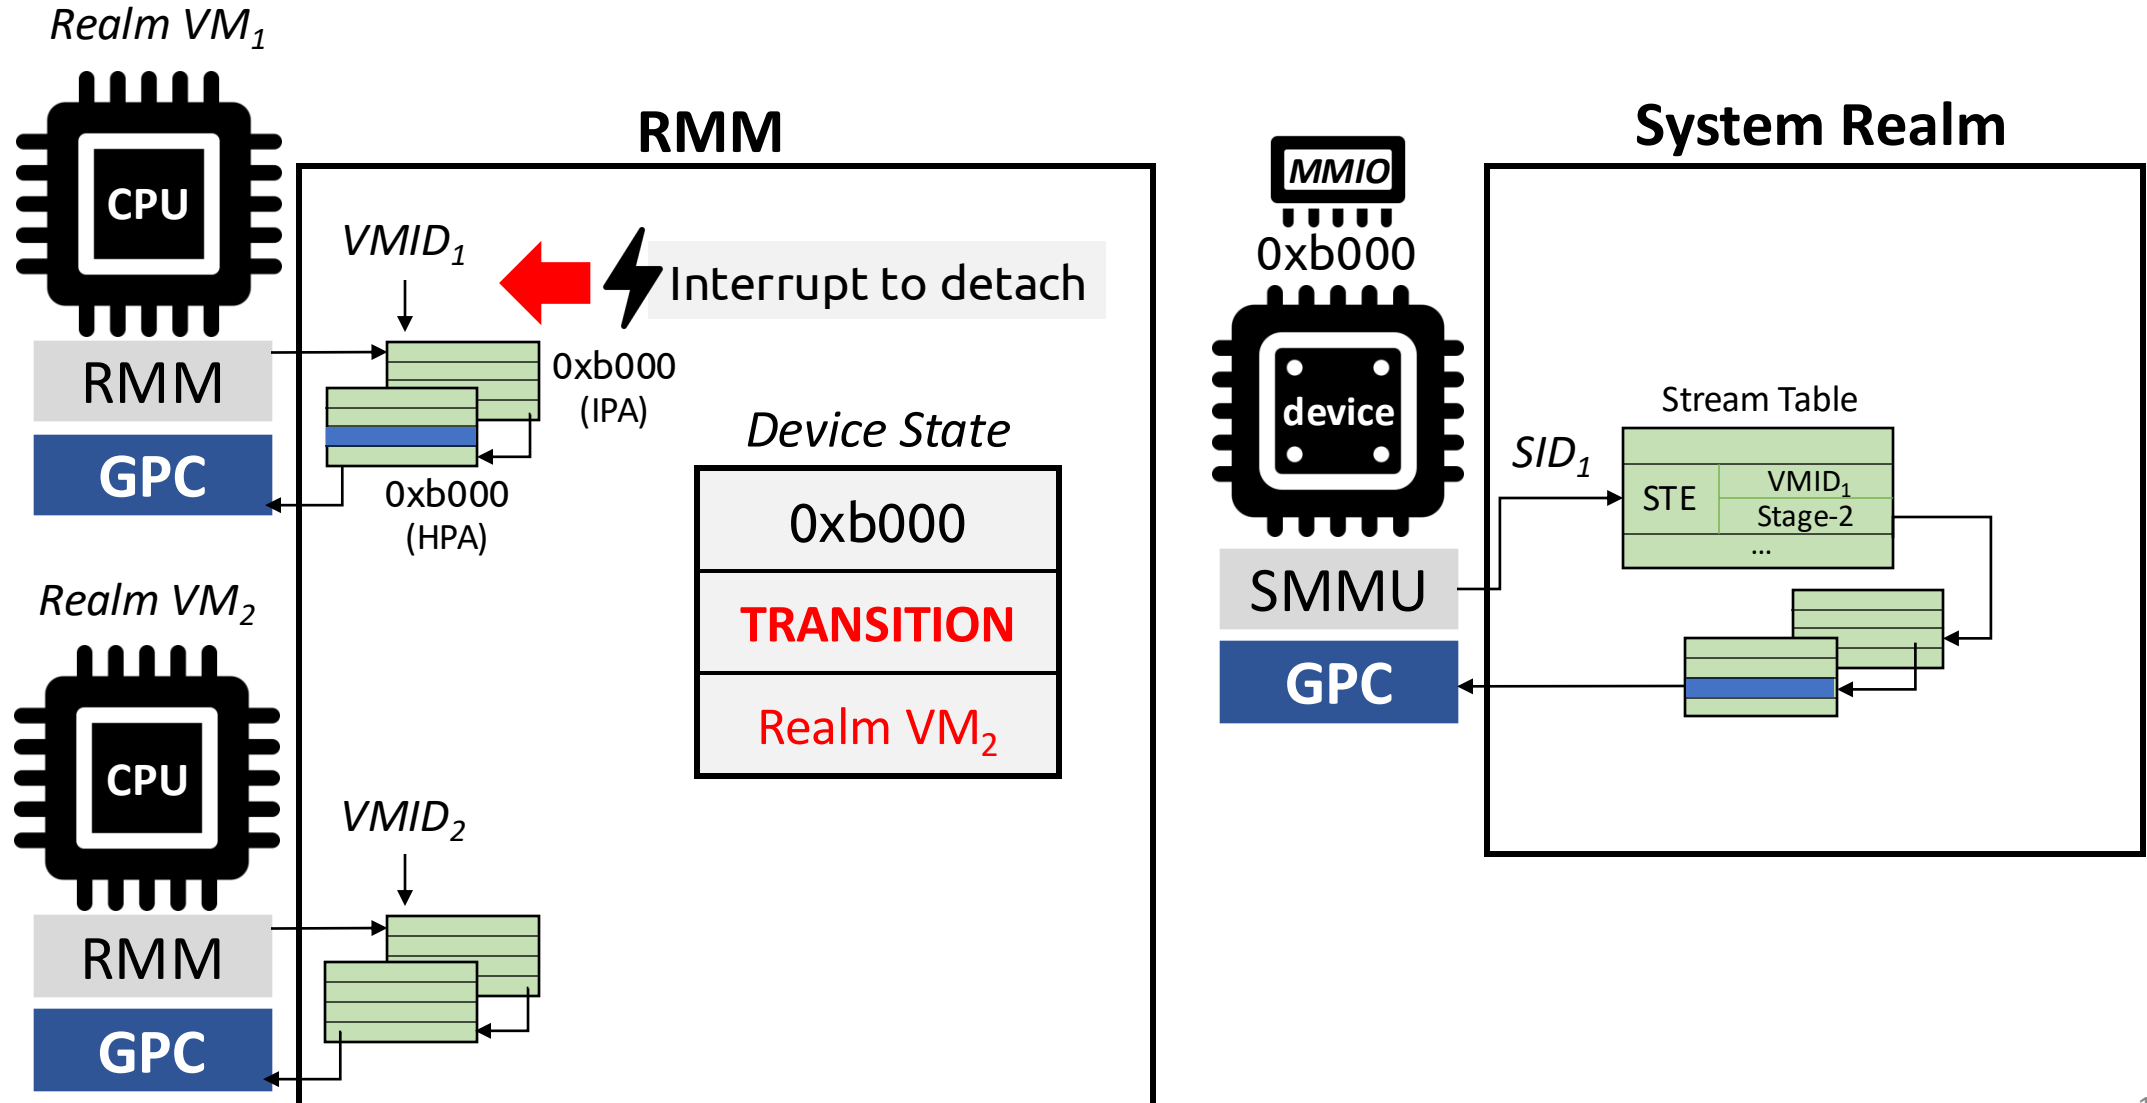 Realm VM1
CPU
RMM
GPC
RMM
VMID1
Interrupt to detach
0xb000
(IPA)
0xb000
(HPA)
Device State
0xb000
TRANSITION
Realm VM2
Realm VM2
CPU
RMM
GPC
VMID2
MMIO
0xb000
device
SMMU
GPC
System Realm
Stream Table
SID1
STE
VMID1
Stage-2
...